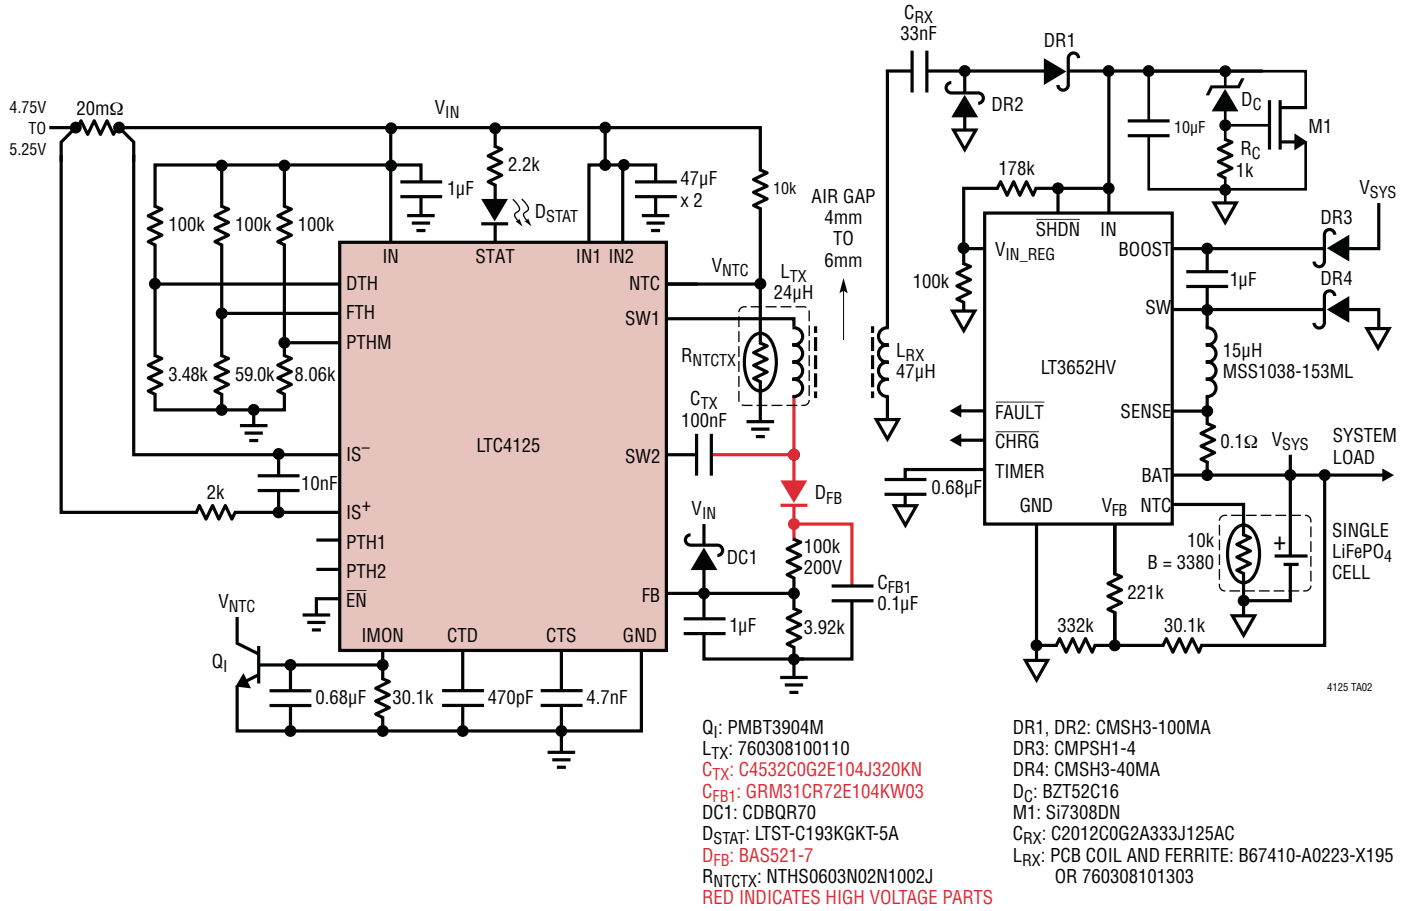 4.75V
TO
5.25V
20mΩ
VIN
100k
100k
100k
1µF
2.2k
DSTAT
47µF
x 2
10k
AIR GAP
4mm
TO
6mm
3.48k
59.0k
8.06k
IN
STAT
IN1
IN2
DTH
FTH
PTHM
NTC
SW1
VNTC
LTX
24µH
RNTCTX
CTX
100nF
LTC4125
SW2
IS–
10nF
2k
IS+
PTH1
PTH2
EN
VNTC
QI
IMON
CTD
CTS
GND
FB
0.68µF
30.1k
470pF
4.7nF
VIN
DC1
1µF
DFB
100k
200V
3.92k
CFB1
0.1µF
CRX
33nF
DR1
DR2
10µF
DC
RC
1k
M1
178k
100k
LRX
47µH
SHDN
IN
VIN_REG
BOOST
SW
LT3652HV
SENSE
FAULT
CHRG
TIMER
BAT
GND
VFB
NTC
0.68µF
VSYS
DR3
1µF
DR4
15µH
MSS1038-153ML
0.1Ω
VSYS
SYSTEM
LOAD
10k
B = 3380
+
SINGLE
LiFePO4
CELL
221k
332k
30.1k
4125 TA02
QI: PMBT3904M
LTX: 760308100110
CTX: C4532C0G2E104J320KN
CFB1: GRM31CR72E104KW03
DC1: CDBQR70
DSTAT: LTST-C193KGKT-5A
DFB: BAS521-7
RNTCTX: NTHS0603N02N1002J
RED INDICATES HIGH VOLTAGE PARTS
DR1, DR2: CMSH3-100MA
DR3: CMPSH1-4
DR4: CMSH3-40MA
DC: BZT52C16
M1: Si7308DN
CRX: C2012C0G2A333J125AC
LRX: PCB COIL AND FERRITE: B67410-A0223-X195
OR 760308101303